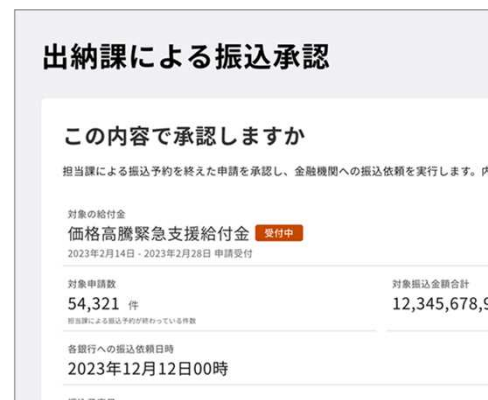 出納課による振込承認
この内容で承認しますか
担当課による振込予約を終えた申請を承認し、金融機関への振込依頼を実行します。
対象の給付金
価格高騰緊急支援給付金 受付中
2023年2月14日 - 2023年2月28日 申請受付
対象申請数
54,321 件
担当課による振込予約が終わっている件数
対象振込金額合計
12,345,678,9
各銀行への振込依頼日時
2023年12月12日00時